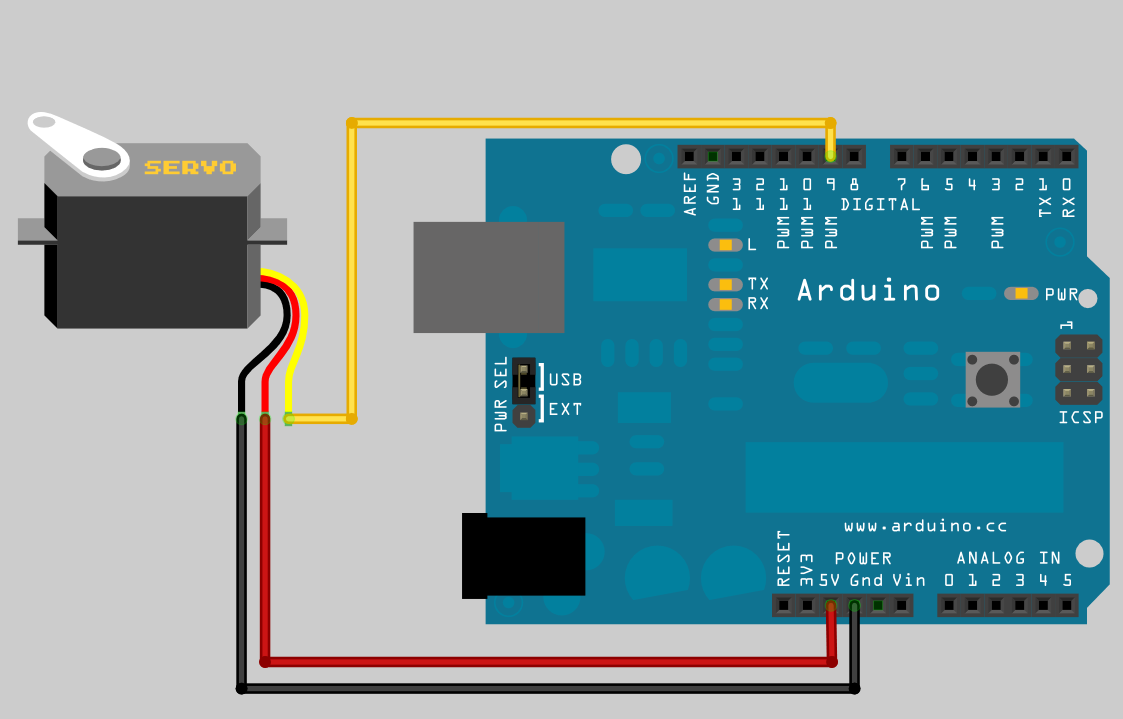 SERVO
AREF
GND
13
12
11
10
9
8
7
6
5
4
3
2
TX 1
RX 0
DIGITAL
PWM
PWM
PWM
PWM
PWM
PWM
L
TX
RX
Arduino
PWR
1
ICSP
PWR SEL
USB
EXT
www.arduino.cc
RESET
3V3
POWER
5V Gnd Vin
ANALOG IN
0 1 2 3 4 5